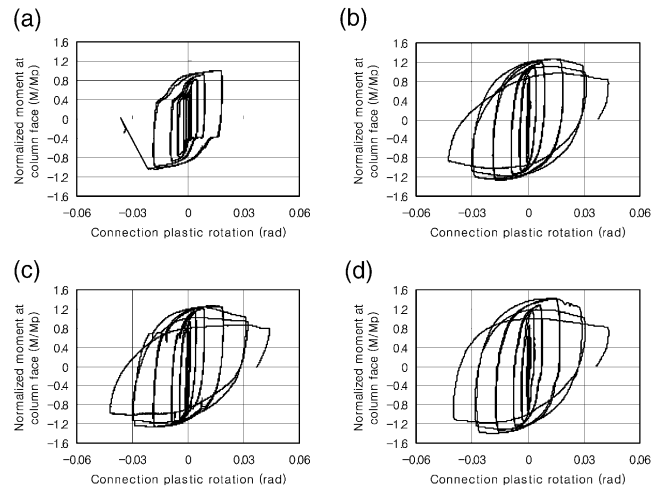 (a)
Normalized moment at
column face (M/Mp)
1.6
1.2
0.8
0.4
0
−0.4
−0.8
−1.2
−1.6
−0.06 −0.03 0 0.03 0.06
Connection plastic rotation (rad)
(b)
Normalized moment at
column face (M/Mp)
1.6
1.2
0.8
0.4
0
−0.4
−0.8
−1.2
−1.6
−0.06 −0.03 0 0.03 0.06
Connection plastic rotation (rad)
(c)
Normalized moment at
column face (M/Mp)
1.6
1.2
0.8
0.4
0
−0.4
−0.8
−1.2
−1.6
−0.06 −0.03 0 0.03 0.06
Connection plastic rotation (rad)
(d)
Normalized moment at
column face (M/Mp)
1.6
1.2
0.8
0.4
0
−0.4
−0.8
−1.2
−1.6
−0.06 −0.03 0 0.03 0.06
Connection plastic rotation (rad)